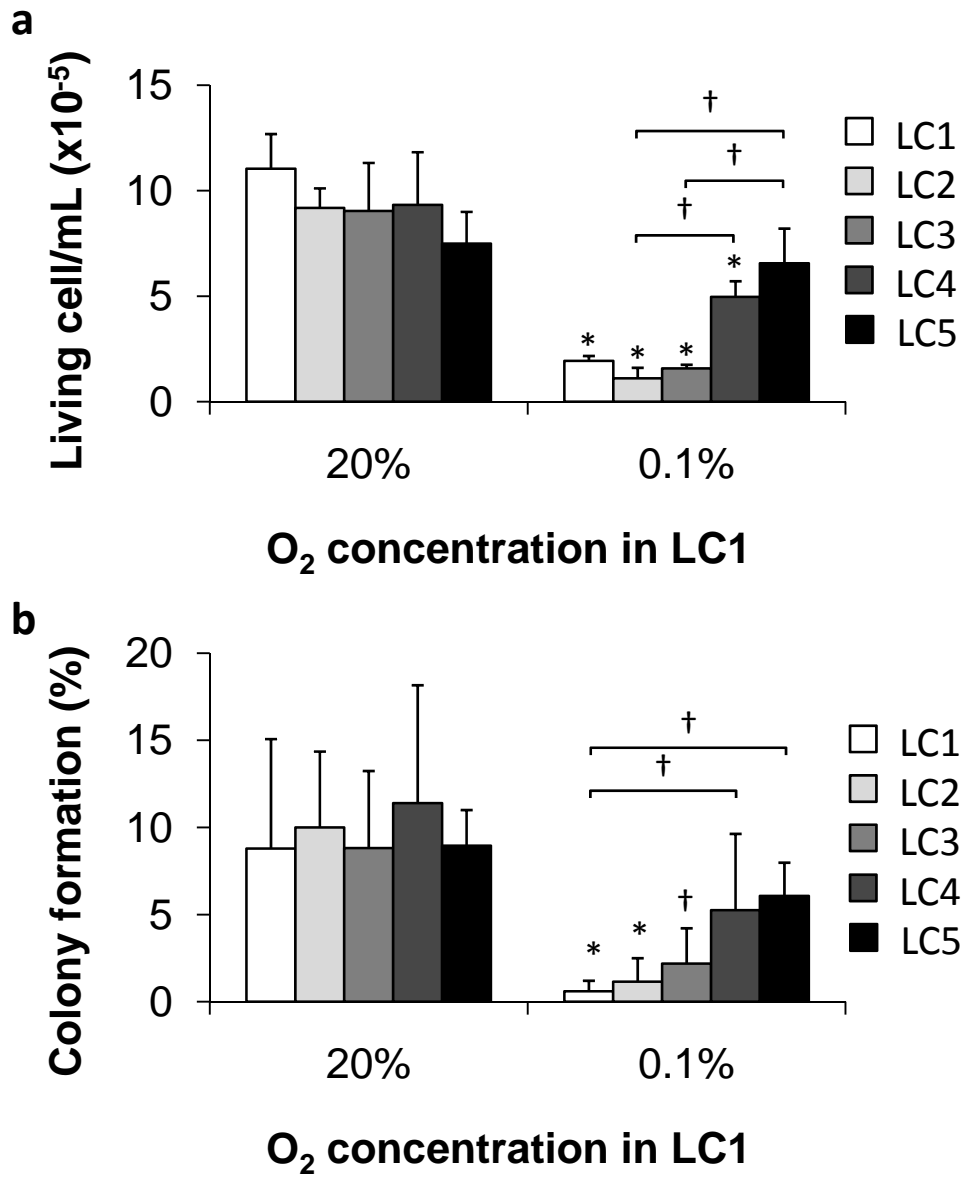 a
Living cell/mL (x10⁻⁵)
15
10
5
0
†
†
†
*
*
*
*
20%
0.1%
O₂ concentration in LC1
LC1
LC2
LC3
LC4
LC5
b
Colony formation (%)
20
15
10
5
0
†
†
†
*
*
20%
0.1%
O₂ concentration in LC1
LC1
LC2
LC3
LC4
LC5